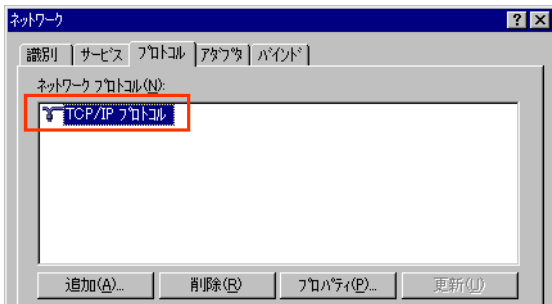 ネットワーク
識別 サービス プロトコル アダプタ バインド
ネットワーク プロトコル(N):
TCP/IP プロトコル
追加(A)... 削除(R) プロパティ(P)... 更新(U)